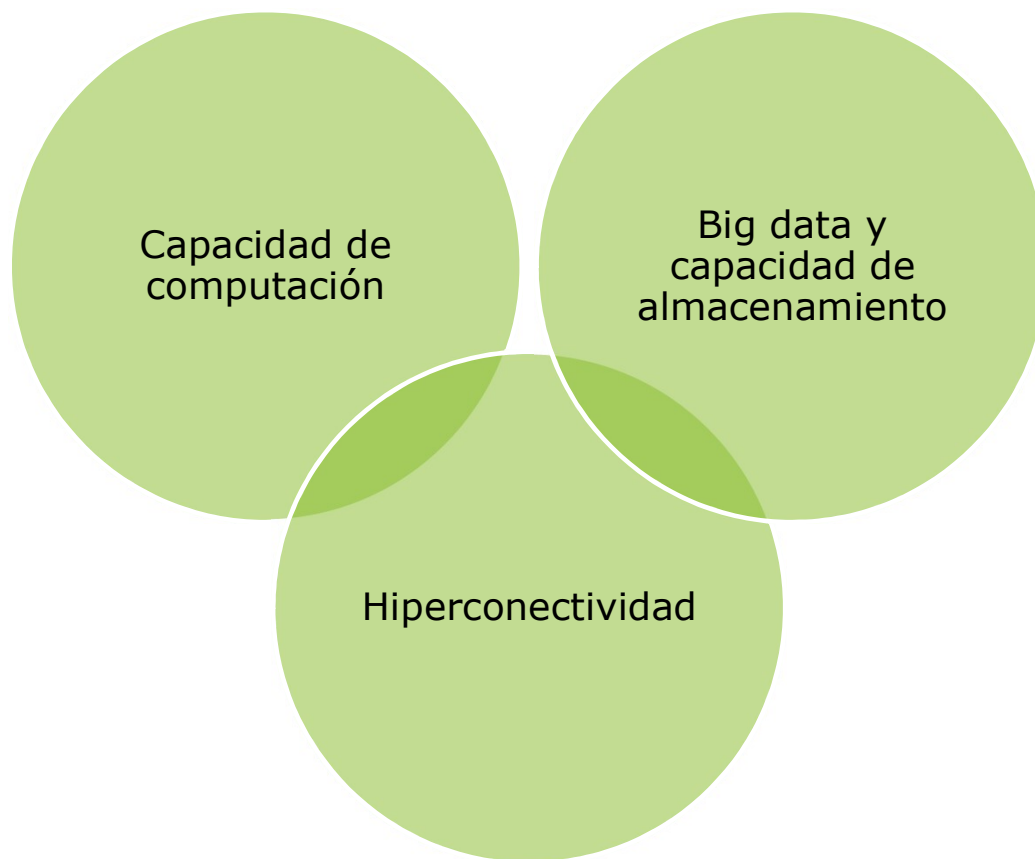 Capacidad de
computación
Big data y
capacidad de
almacenamiento
Hiperconectividad